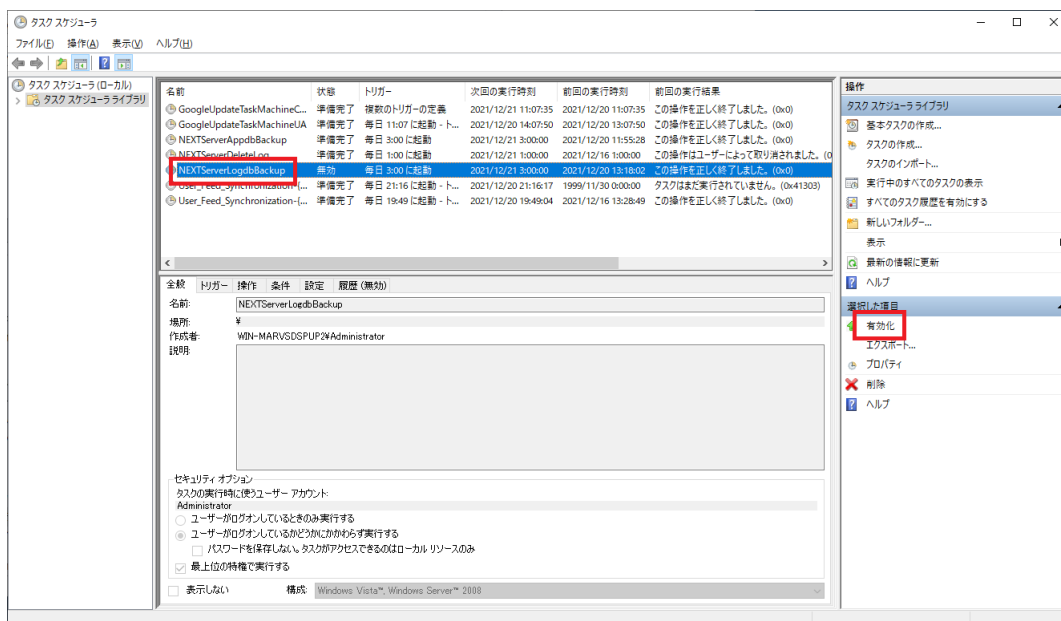 タスク スケジューラ
ファイル(F) 操作(A) 表示(V) ヘルプ(H)
タスク スケジューラ (ローカル)
タスク スケジューラ ライブラリ
名前 状態 トリガー 次回の実行時刻 前回の実行時刻 前回の実行結果
GoogleUpdateTaskMachineC... 準備完了 複数のトリガーの定義 2021/12/21 11:07:35 2021/12/20 11:07:35 この操作を正しく終了しました。(0x0)
GoogleUpdateTaskMachineUA 準備完了 毎日 11:07 に起動 - ト... 2021/12/20 14:07:50 2021/12/20 13:07:50 この操作を正しく終了しました。(0x0)
NEXTServerAppdbBackup 準備完了 毎日 3:00 に起動 2021/12/21 3:00:00 2021/12/20 11:55:28 この操作を正しく終了しました。(0x0)
NEXTServerDeleteLog 準備完了 毎日 1:00 に起動 2021/12/21 1:00:00 2021/12/16 1:00:00 この操作はユーザーによって取り消されました。(0
NEXTServerLogdbBackup 無効 毎日 3:00 に起動 2021/12/21 3:00:00 2021/12/20 13:18:02 この操作を正しく終了しました。(0x0)
User_Feed_Synchronization-{... 準備完了 毎日 21:16 に起動 - ト... 2021/12/20 21:16:17 1999/11/30 0:00:00 タスクはまだ実行されていません。(0x41303)
User_Feed_Synchronization-{... 準備完了 毎日 19:49 に起動 - ト... 2021/12/20 19:49:04 2021/12/16 13:28:49 この操作を正しく終了しました。(0x0)
全般 トリガー 操作 条件 設定 履歴 (無効)
名前: NEXTServerLogdbBackup
場所: ¥
作成者: WIN-MARVSDSPUP2¥Administrator
説明:
セキュリティ オプション
タスクの実行時に使うユーザー アカウント:
Administrator
ユーザーがログオンしているときのみ実行する
ユーザーがログオンしているかどうかにかかわらず実行する
パスワードを保存しない。タスクがアクセスできるのはローカル リソースのみ
最上位の特権で実行する
表示しない 構成: Windows Vista™, Windows Server™ 2008
操作
タスク スケジューラ ライブラリ
基本タスクの作成...
タスクの作成...
タスクのインポート...
実行中のすべてのタスクの表示
すべてのタスク履歴を有効にする
新しいフォルダー...
表示
最新の情報に更新
ヘルプ
選択した項目
有効化
エクスポート...
プロパティ
削除
ヘルプ